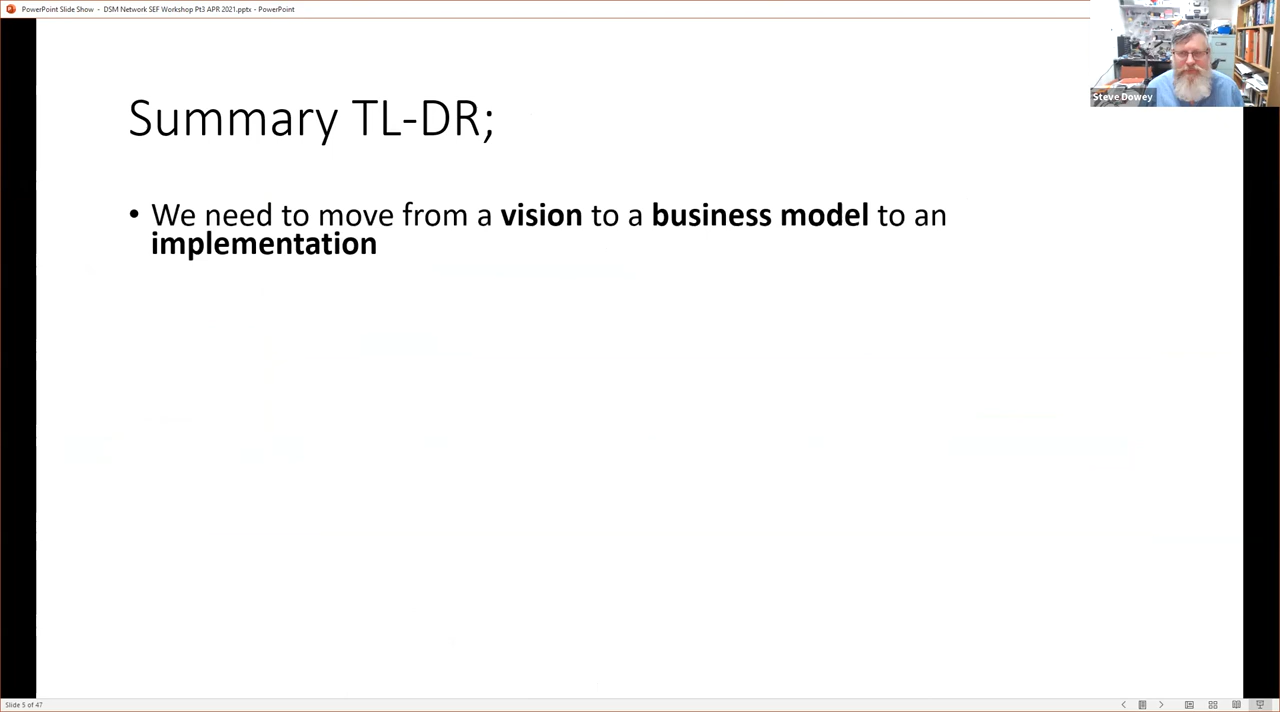 PowerPoint Slide Show - DSM Network SEF Workshop Pt3 APR 2021.pptx - PowerPoint
Steve Dowey
Summary TL-DR;
• We need to move from a vision to a business model to an
implementation
Slide 5 of 47